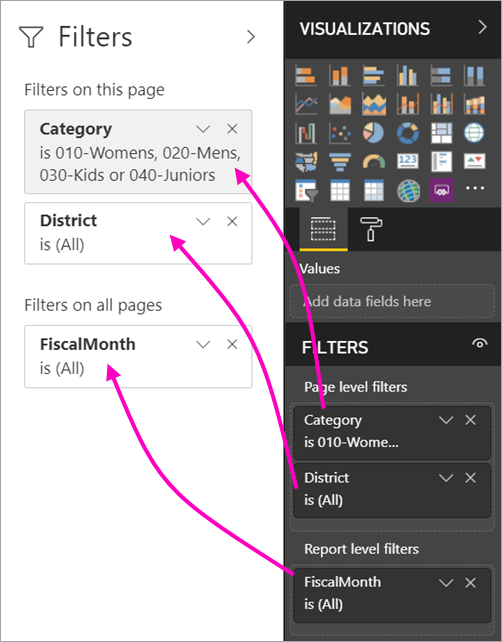 Filters
Filters on this page
Category
is 010-Womens, 020-Mens,
030-Kids or 040-Juniors
District
is (All)
Filters on all pages
FiscalMonth
is (All)
VISUALIZATIONS
123
Values
Add data fields here
FILTERS
Page level filters
Category
is 010-Wome...
District
is (All)
Report level filters
FiscalMonth
is (All)